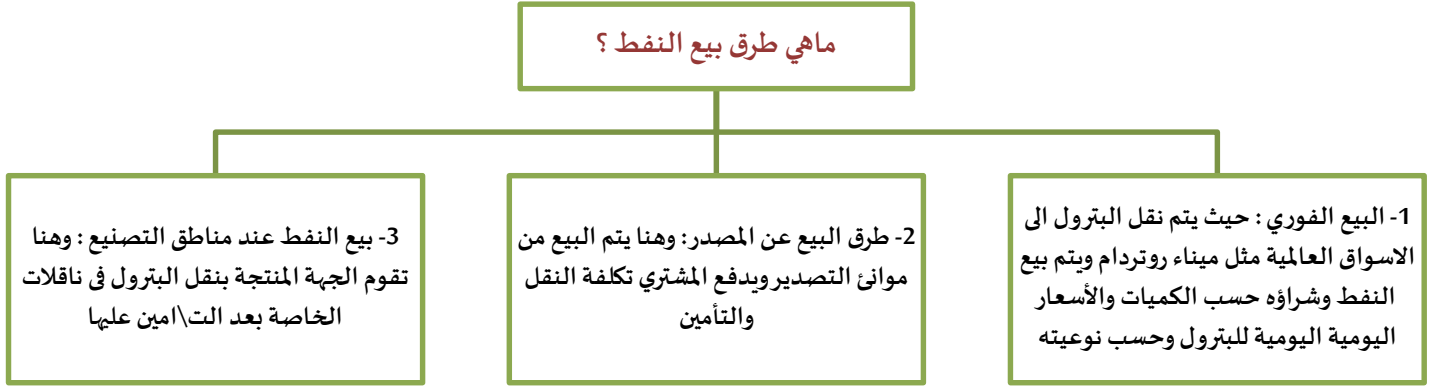 ماهي طرق بيع النفط ؟
1- البيع الفوري : حيث يتم نقل البترول الى
الاسواق العالمية مثل ميناء روتردام ويتم بيع
النفط وشراؤه حسب الكميات والأسعار
اليومية اليومية للبترول وحسب نوعيته
2- طرق البيع عن المصدر : وهنا يتم البيع من
موانئ التصدير ويدفع المشتري تكلفة النقل
والتأمين
3- بيع النفط عند مناطق التصنيع : وهنا
تقوم الجهة المنتجة بنقل البترول فى ناقلات
الخاصة بعد الت\امين عليها